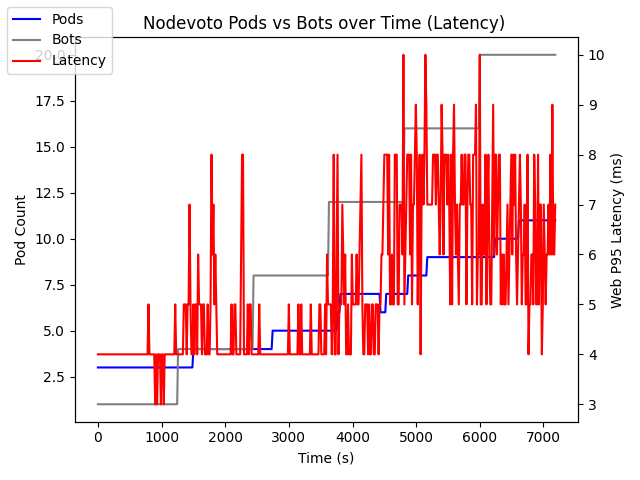 Nodevoto Pods vs Bots over Time (Latency)
Pods
Bots
Latency
20.0
17.5
15.0
12.5
10.0
7.5
5.0
2.5
Pod Count
10
9
8
7
6
5
4
3
Web P95 Latency (ms)
0 1000 2000 3000 4000 5000 6000 7000
Time (s)